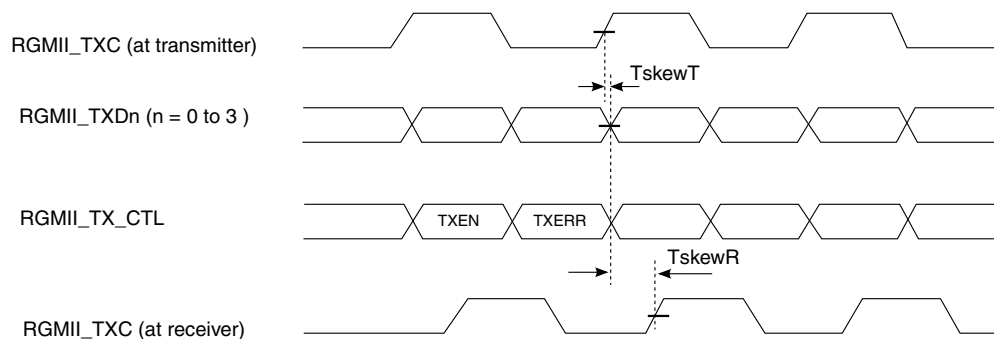 RGMII_TXC (at transmitter)
TskewT
RGMII_TXDn (n = 0 to 3 )
RGMII_TX_CTL
TXEN
TXERR
TskewR
RGMII_TXC (at receiver)